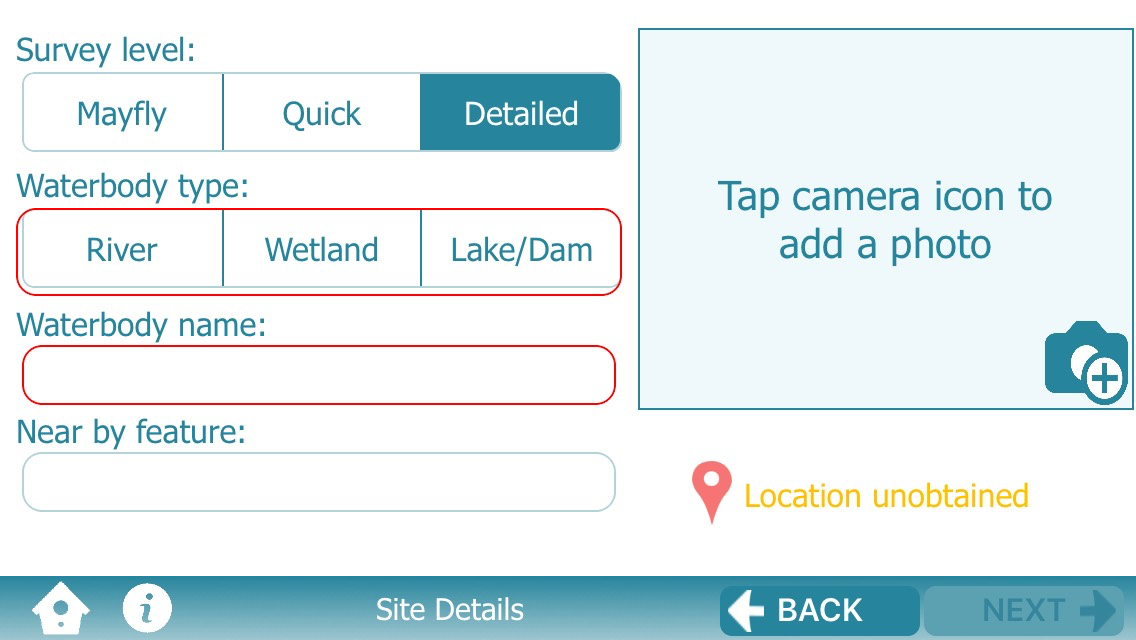 Survey level:
Mayfly Quick Detailed
Waterbody type:
River Wetland Lake/Dam
Waterbody name:
Near by feature:
Tap camera icon to
add a photo
Location unobtained
Site Details
BACK
NEXT